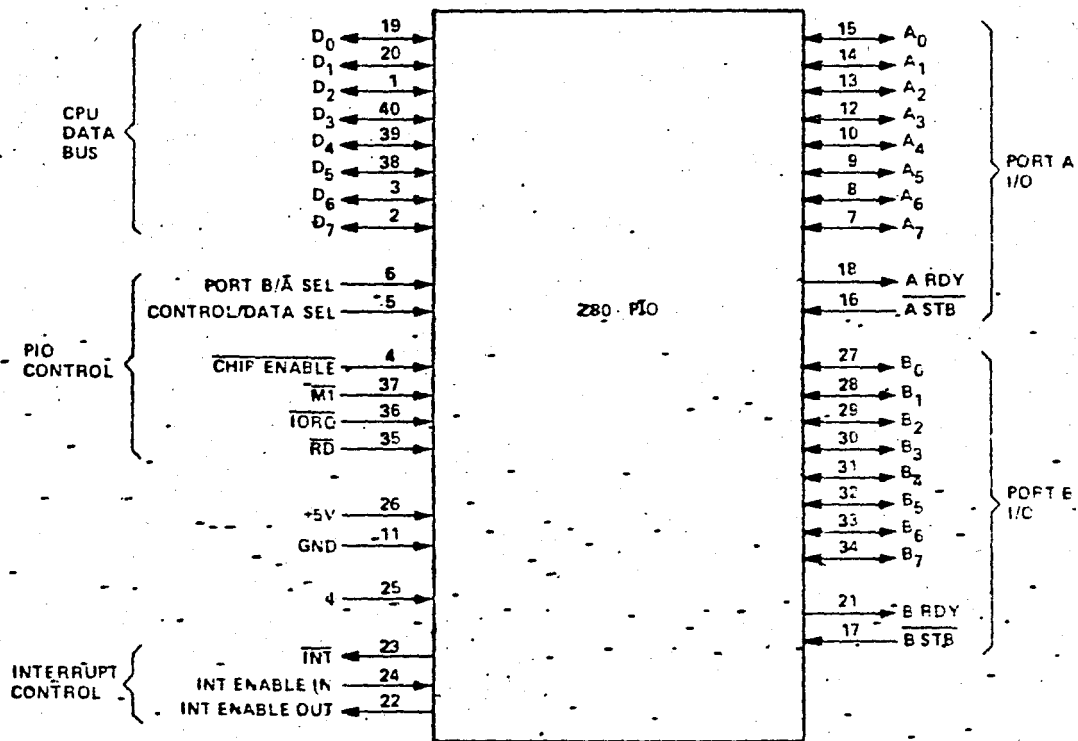 CPU
DATA
BUS
D0 19
D1 20
D2 1
D3 40
D4 39
D5 38
D6 3
D7 2
PIO
CONTROL
PORT B/A̅ SEL 6
CONTROL/DATA SEL 5
CHIP ENABLE 4
M1 37
IORQ 36
RD 35
+5V 26
GND 11
25
INTERRUPT
CONTROL
INT 23
INT ENABLE IN 24
INT ENABLE OUT 22
Z80 PIO
15 A0
14 A1
13 A2
12 A3
10 A4
9 A5
8 A6
7 A7
18 A RDY
16 A STB
PORT A
I/O
27 B0
28 B1
29 B2
30 B3
31 B4
32 B5
33 B6
34 B7
21 B RDY
17 B STB
PORT B
I/O